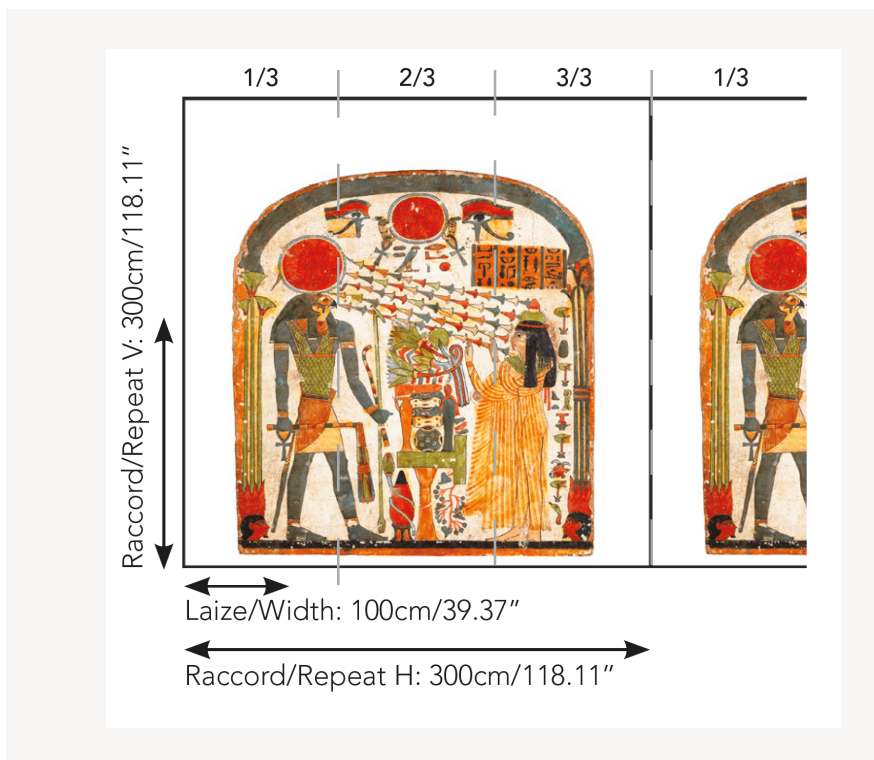 1/3 2/3 3/3 1/3
Raccord/Repeat V: 300cm/118.11”
Laize/Width: 100cm/39.37”
Raccord/Repeat H: 300cm/118.11”